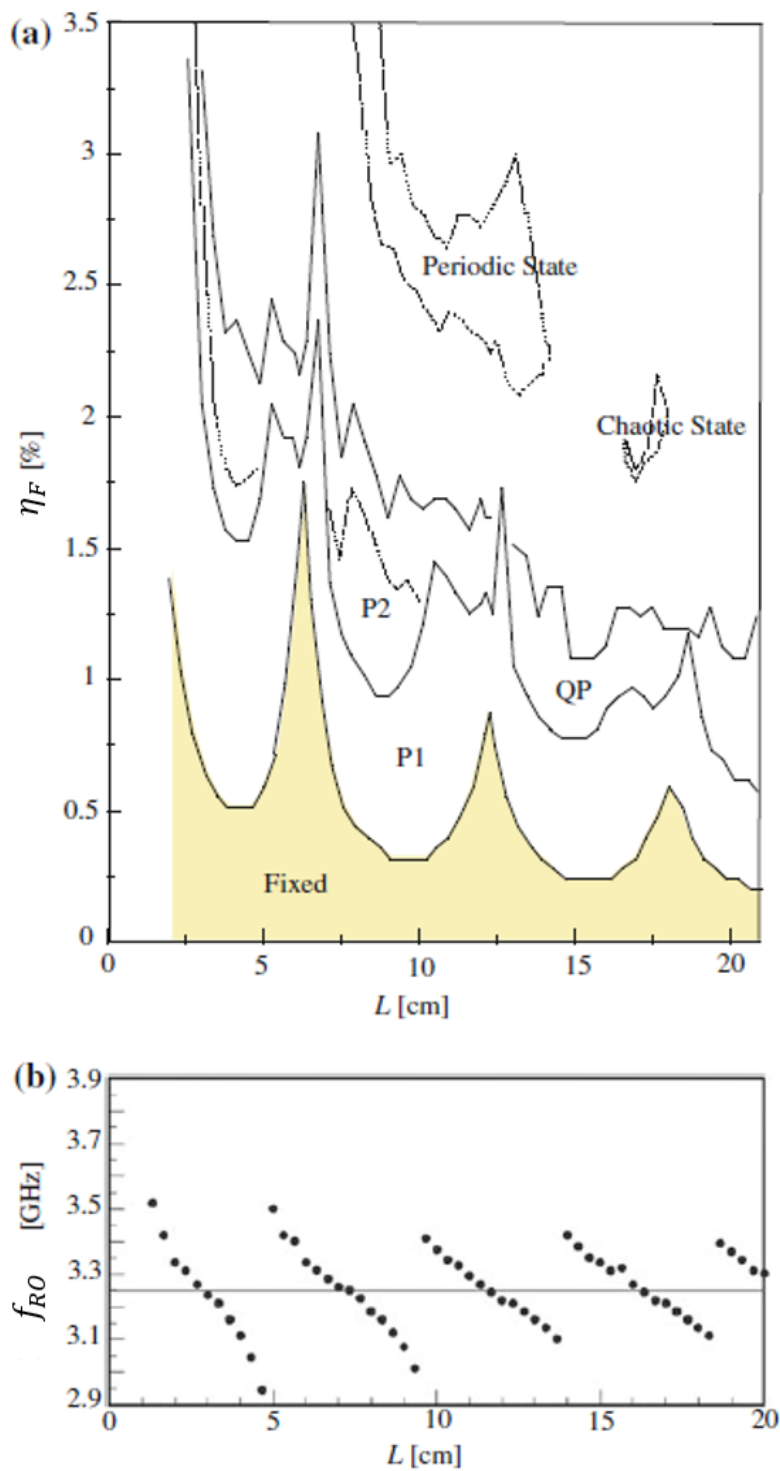 (a)
3.5
3
2.5
2
1.5
1
0.5
0
η_F [%]
Periodic State
Chaotic State
P2
QP
P1
Fixed
0 5 10 15 20
L [cm]
(b)
3.9
3.7
3.5
3.3
3.1
2.9
f_RO [GHz]
0 5 10 15 20
L [cm]